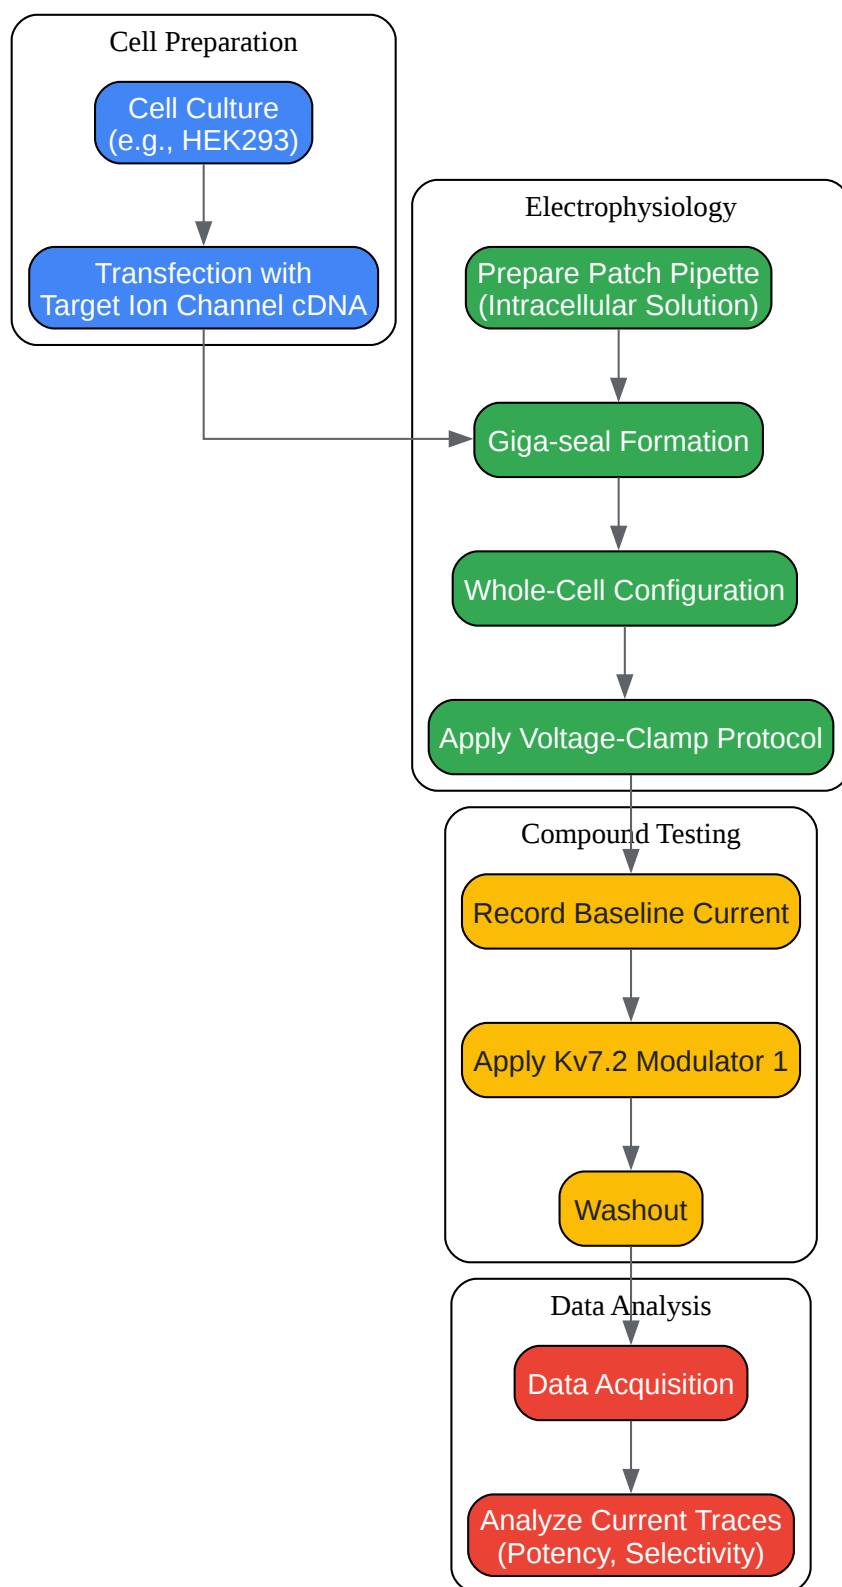 Cell Preparation
Cell Culture
(e.g., HEK293)
Transfection with
Target Ion Channel cDNA
Electrophysiology
Prepare Patch Pipette
(Intracellular Solution)
Giga-seal Formation
Whole-Cell Configuration
Apply Voltage-Clamp Protocol
Compound Testing
Record Baseline Current
Apply Kv7.2 Modulator 1
Washout
Data Analysis
Data Acquisition
Analyze Current Traces
(Potency, Selectivity)